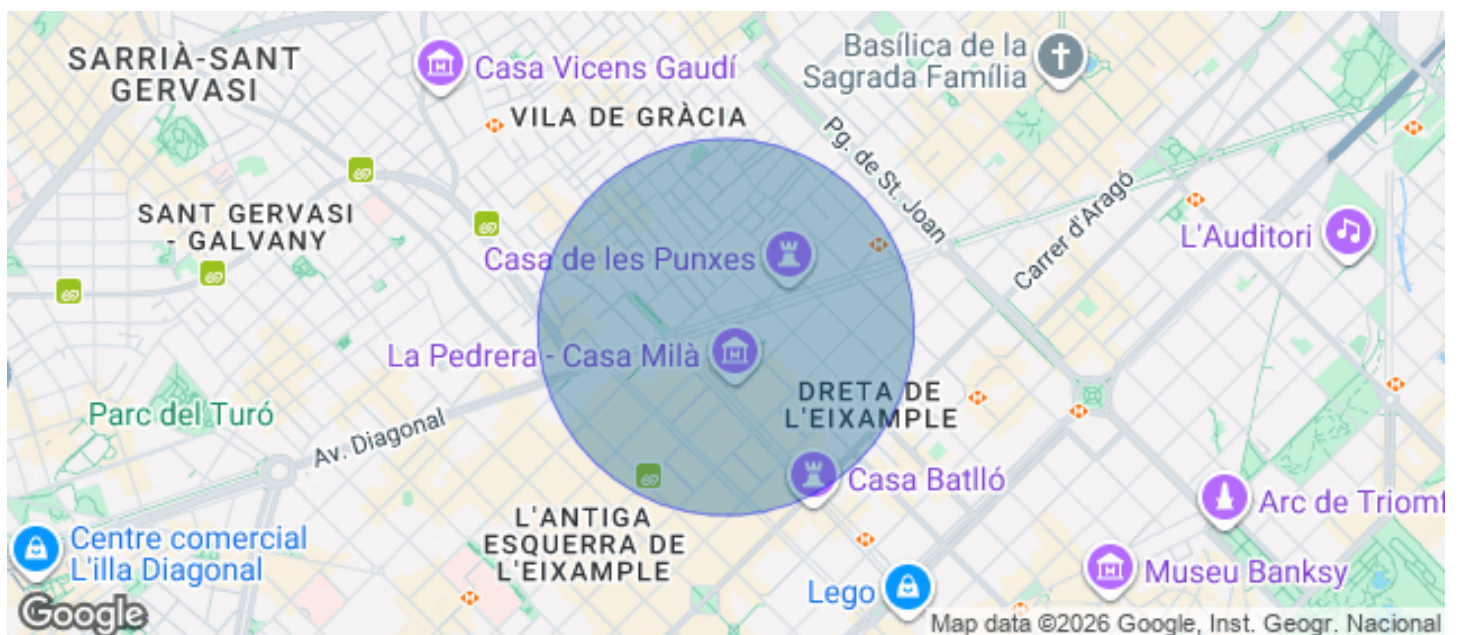 SARRIÀ-SANT
GERVASI
Casa Vicens Gaudí
Basílica de la
Sagrada Família
VILA DE GRÀCIA
Pg. de St. Joan
SANT GERVASI
- GALVANY
Casa de les Punxes
Carrer d'Aragó
L'Auditori
La Pedrera - Casa Milà
DRETA DE
L'EIXAMPLE
Parc del Turó
Av. Diagonal
Casa Batlló
Arc de Triomf
L'ANTIGA
ESQUERRA DE
L'EIXAMPLE
Centre comercial
L'illa Diagonal
Museu Banksy
Lego
Google
Map data ©2026 Google, Inst. Geogr. Nacional